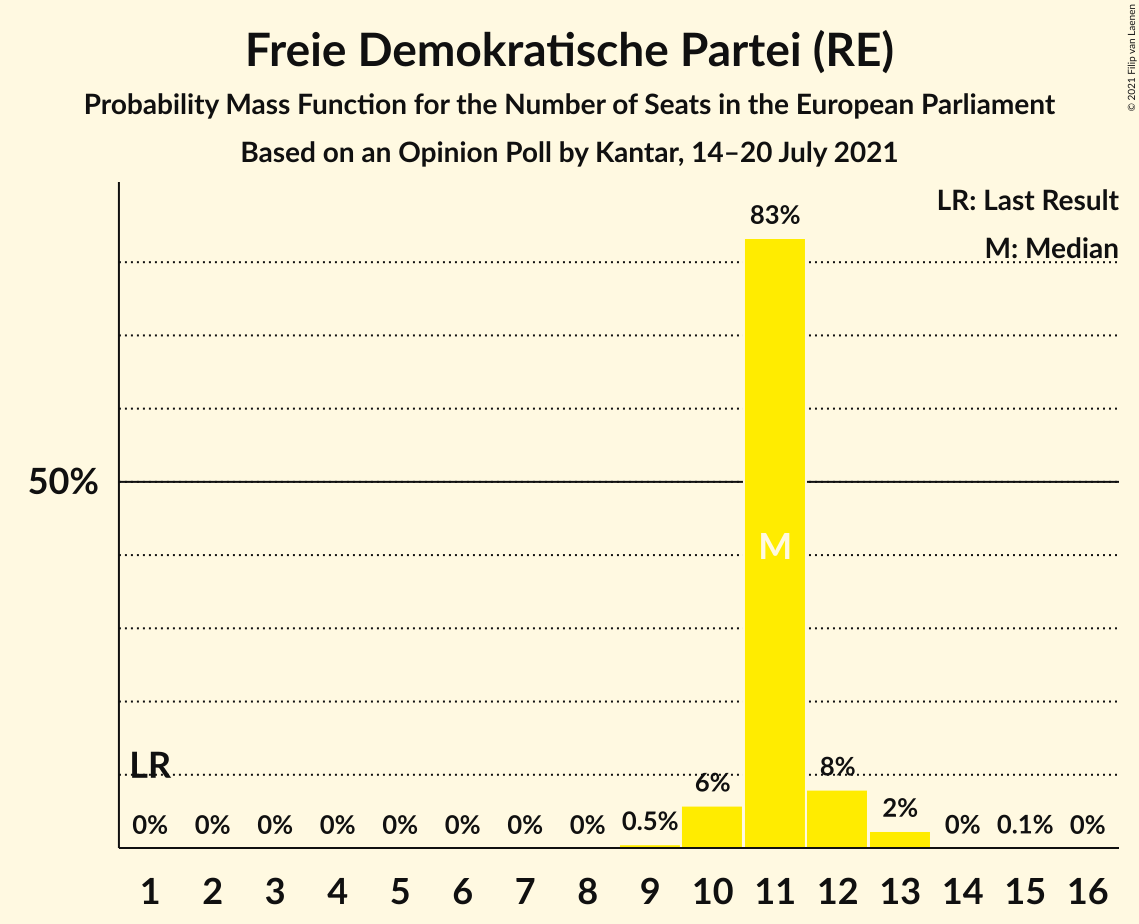 Freie Demokratische Partei (RE)
Probability Mass Function for the Number of Seats in the European Parliament
Based on an Opinion Poll by Kantar, 14–20 July 2021
© 2021 Filip van Laenen
LR: Last Result
M: Median
83%
50%
M
LR
0% 0% 0% 0% 0% 0% 0% 0% 0.5% 6% 8% 2% 0% 0.1% 0%
1 2 3 4 5 6 7 8 9 10 11 12 13 14 15 16